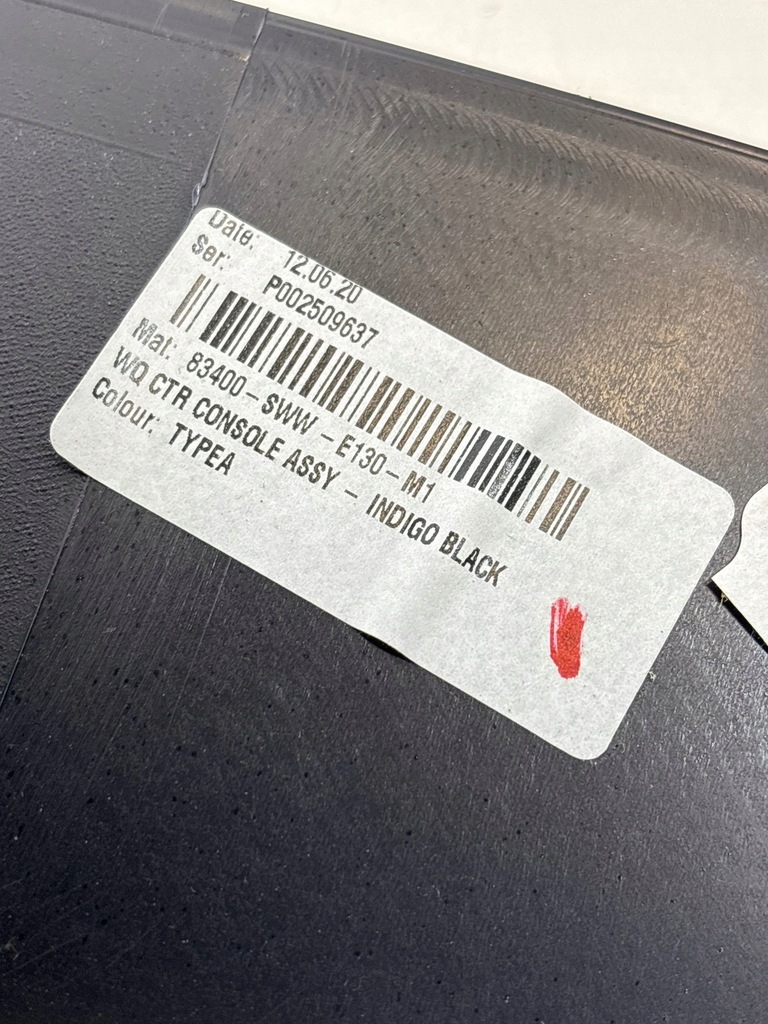 Date: 12.06.20
Ser: P002509637
Mat: 83400-SWW-E130-M1
WQ CTR CONSOLE ASSY - INDIGO BLACK
Colour: TYPEA